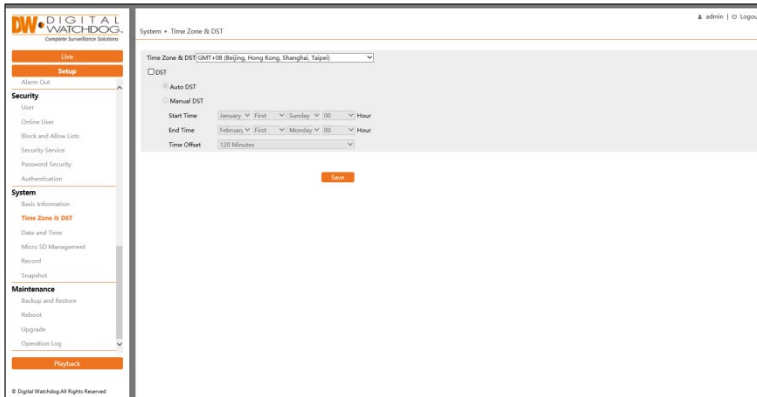 DW DIGITAL
WATCHDOG®
Complete Surveillance Solutions
Live
Setup
Alarm Out
Security
User
Online User
Block and Allow Lists
Security Service
Password Security
Authentication
System
Basic Information
Time Zone & DST
Date and Time
Micro SD Management
Record
Snapshot
Maintenance
Backup and Restore
Reboot
Upgrade
Operation Log
Playback
© Digital Watchdog.All Rights Reserved
admin | Logou
System ▸ Time Zone & DST
Time Zone & DST GMT+08 (Beijing, Hong Kong, Shanghai, Taipei)
DST
Auto DST
Manual DST
Start Time January First Sunday 00 Hour
End Time February First Monday 00 Hour
Time Offset 120 Minutes
Save